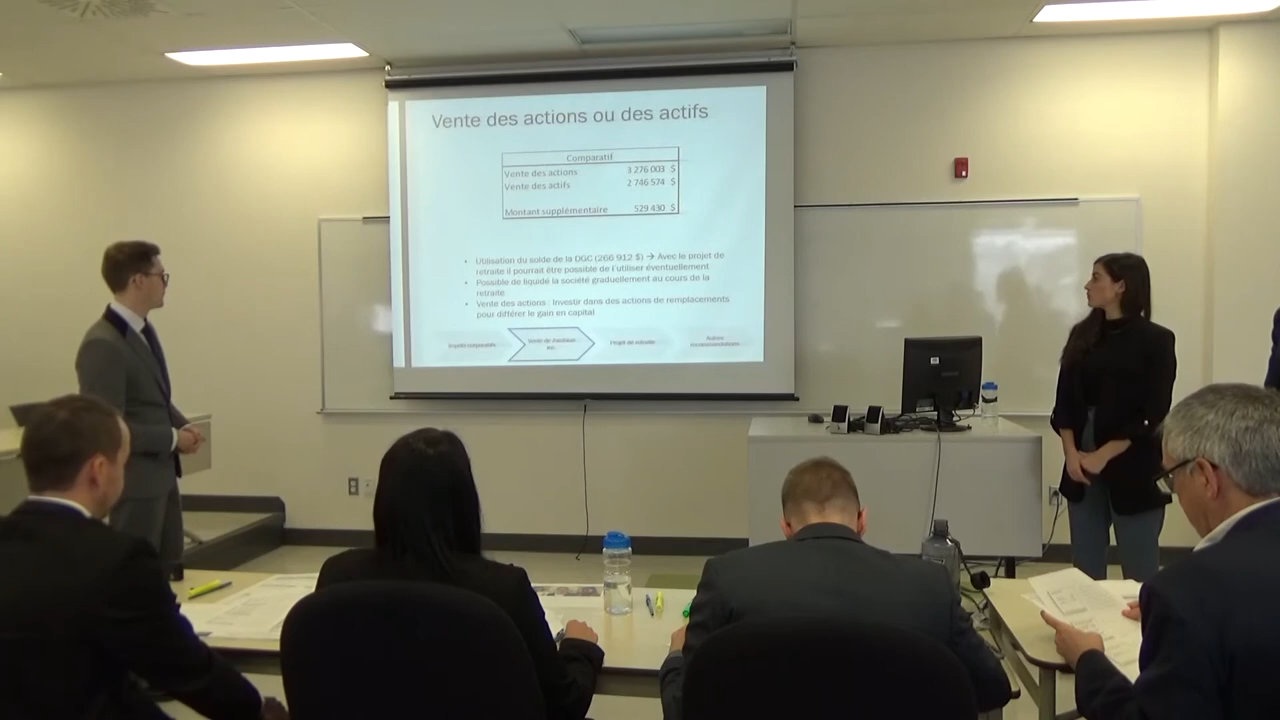 Vente des actions ou des actifs
Comparatif
Vente des actions 3 276 003 $
Vente des actifs 2 746 574 $
Montant supplémentaire 529 430 $
• Utilisation du solde de la DGC (266 912 $) → Avec le projet de
retraite il pourrait être possible de l'utiliser éventuellement
• Possible de liquidé la société graduellement au cours de la
retraite
• Vente des actions : Investir dans des actions de remplacements
pour différer le gain en capital
Projet de retraite